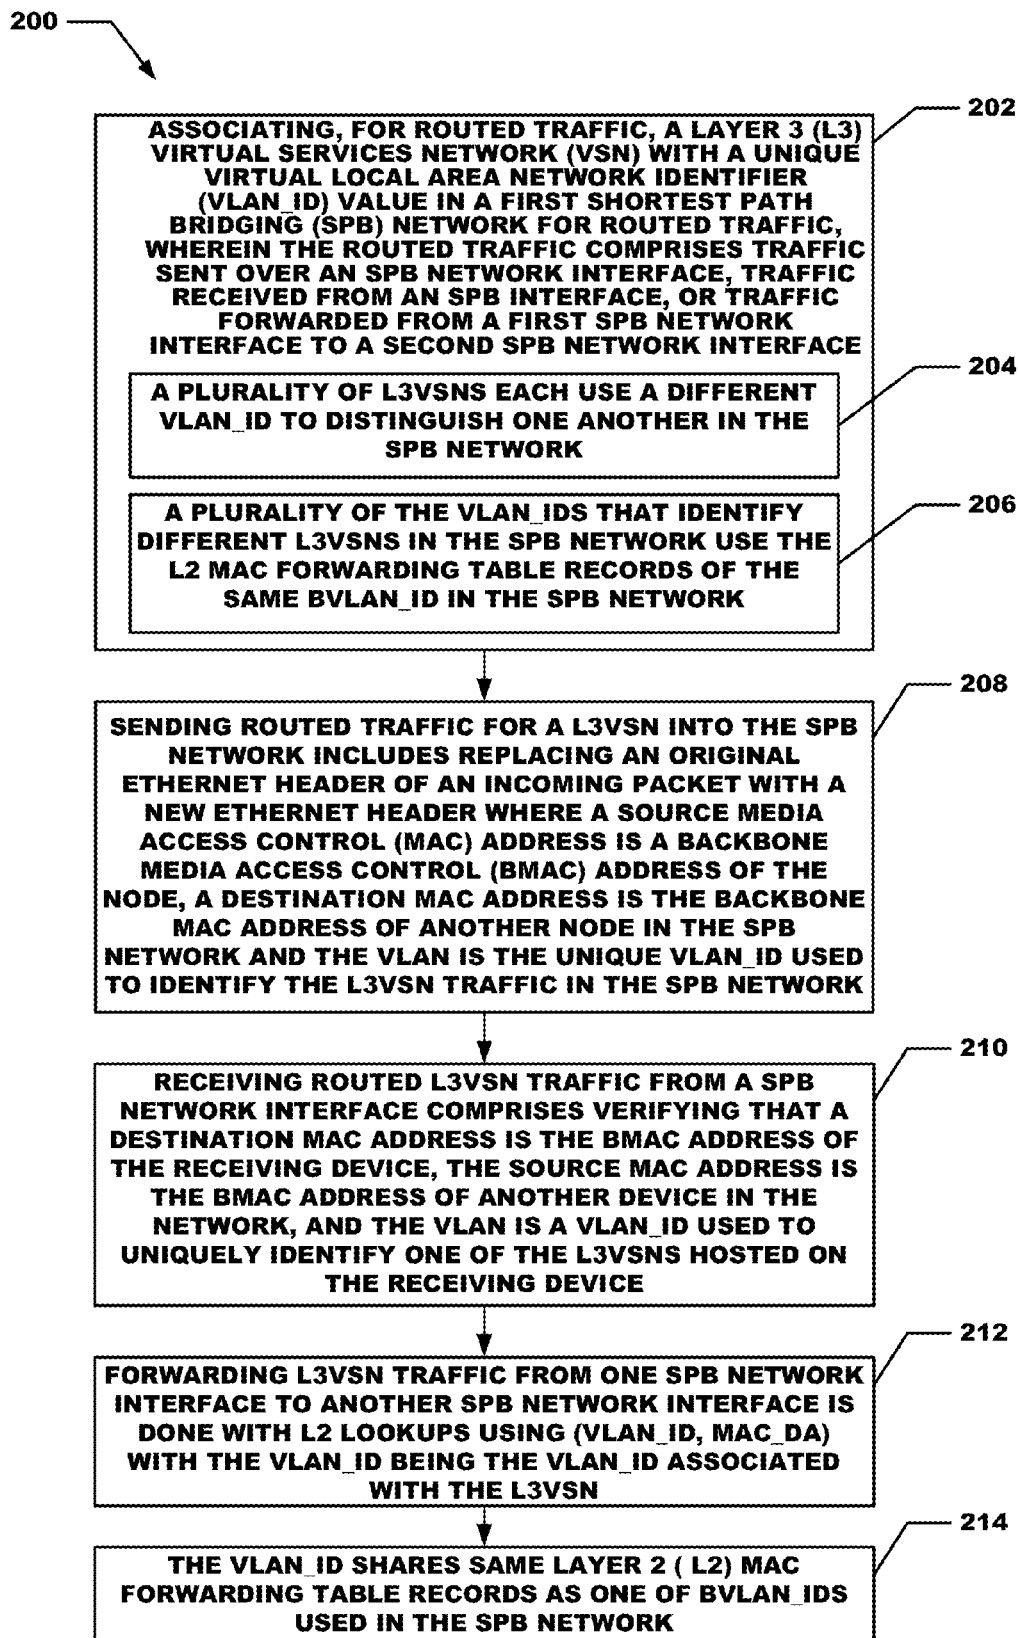 200
202
ASSOCIATING, FOR ROUTED TRAFFIC, A LAYER 3 (L3)
VIRTUAL SERVICES NETWORK (VSN) WITH A UNIQUE
VIRTUAL LOCAL AREA NETWORK IDENTIFIER
(VLAN_ID) VALUE IN A FIRST SHORTEST PATH
BRIDGING (SPB) NETWORK FOR ROUTED TRAFFIC,
WHEREIN THE ROUTED TRAFFIC COMPRISES TRAFFIC
SENT OVER AN SPB NETWORK INTERFACE, TRAFFIC
RECEIVED FROM AN SPB INTERFACE, OR TRAFFIC
FORWARDED FROM A FIRST SPB NETWORK
INTERFACE TO A SECOND SPB NETWORK INTERFACE
204
A PLURALITY OF L3VSNS EACH USE A DIFFERENT
VLAN_ID TO DISTINGUISH ONE ANOTHER IN THE
SPB NETWORK
206
A PLURALITY OF THE VLAN_IDS THAT IDENTIFY
DIFFERENT L3VSNS IN THE SPB NETWORK USE THE
L2 MAC FORWARDING TABLE RECORDS OF THE
SAME BVLAN_ID IN THE SPB NETWORK
208
SENDING ROUTED TRAFFIC FOR A L3VSN INTO THE SPB
NETWORK INCLUDES REPLACING AN ORIGINAL
ETHERNET HEADER OF AN INCOMING PACKET WITH A
NEW ETHERNET HEADER WHERE A SOURCE MEDIA
ACCESS CONTROL (MAC) ADDRESS IS A BACKBONE
MEDIA ACCESS CONTROL (BMAC) ADDRESS OF THE
NODE, A DESTINATION MAC ADDRESS IS THE BACKBONE
MAC ADDRESS OF ANOTHER NODE IN THE SPB
NETWORK AND THE VLAN IS THE UNIQUE VLAN_ID USED
TO IDENTIFY THE L3VSN TRAFFIC IN THE SPB NETWORK
210
RECEIVING ROUTED L3VSN TRAFFIC FROM A SPB
NETWORK INTERFACE COMPRISES VERIFYING THAT A
DESTINATION MAC ADDRESS IS THE BMAC ADDRESS OF
THE RECEIVING DEVICE, THE SOURCE MAC ADDRESS IS
THE BMAC ADDRESS OF ANOTHER DEVICE IN THE
NETWORK, AND THE VLAN IS A VLAN_ID USED TO
UNIQUELY IDENTIFY ONE OF THE L3VSNS HOSTED ON
THE RECEIVING DEVICE
212
FORWARDING L3VSN TRAFFIC FROM ONE SPB NETWORK
INTERFACE TO ANOTHER SPB NETWORK INTERFACE IS
DONE WITH L2 LOOKUPS USING (VLAN_ID, MAC_DA)
WITH THE VLAN_ID BEING THE VLAN_ID ASSOCIATED
WITH THE L3VSN
214
THE VLAN_ID SHARES SAME LAYER 2 ( L2) MAC
FORWARDING TABLE RECORDS AS ONE OF BVLAN_IDS
USED IN THE SPB NETWORK